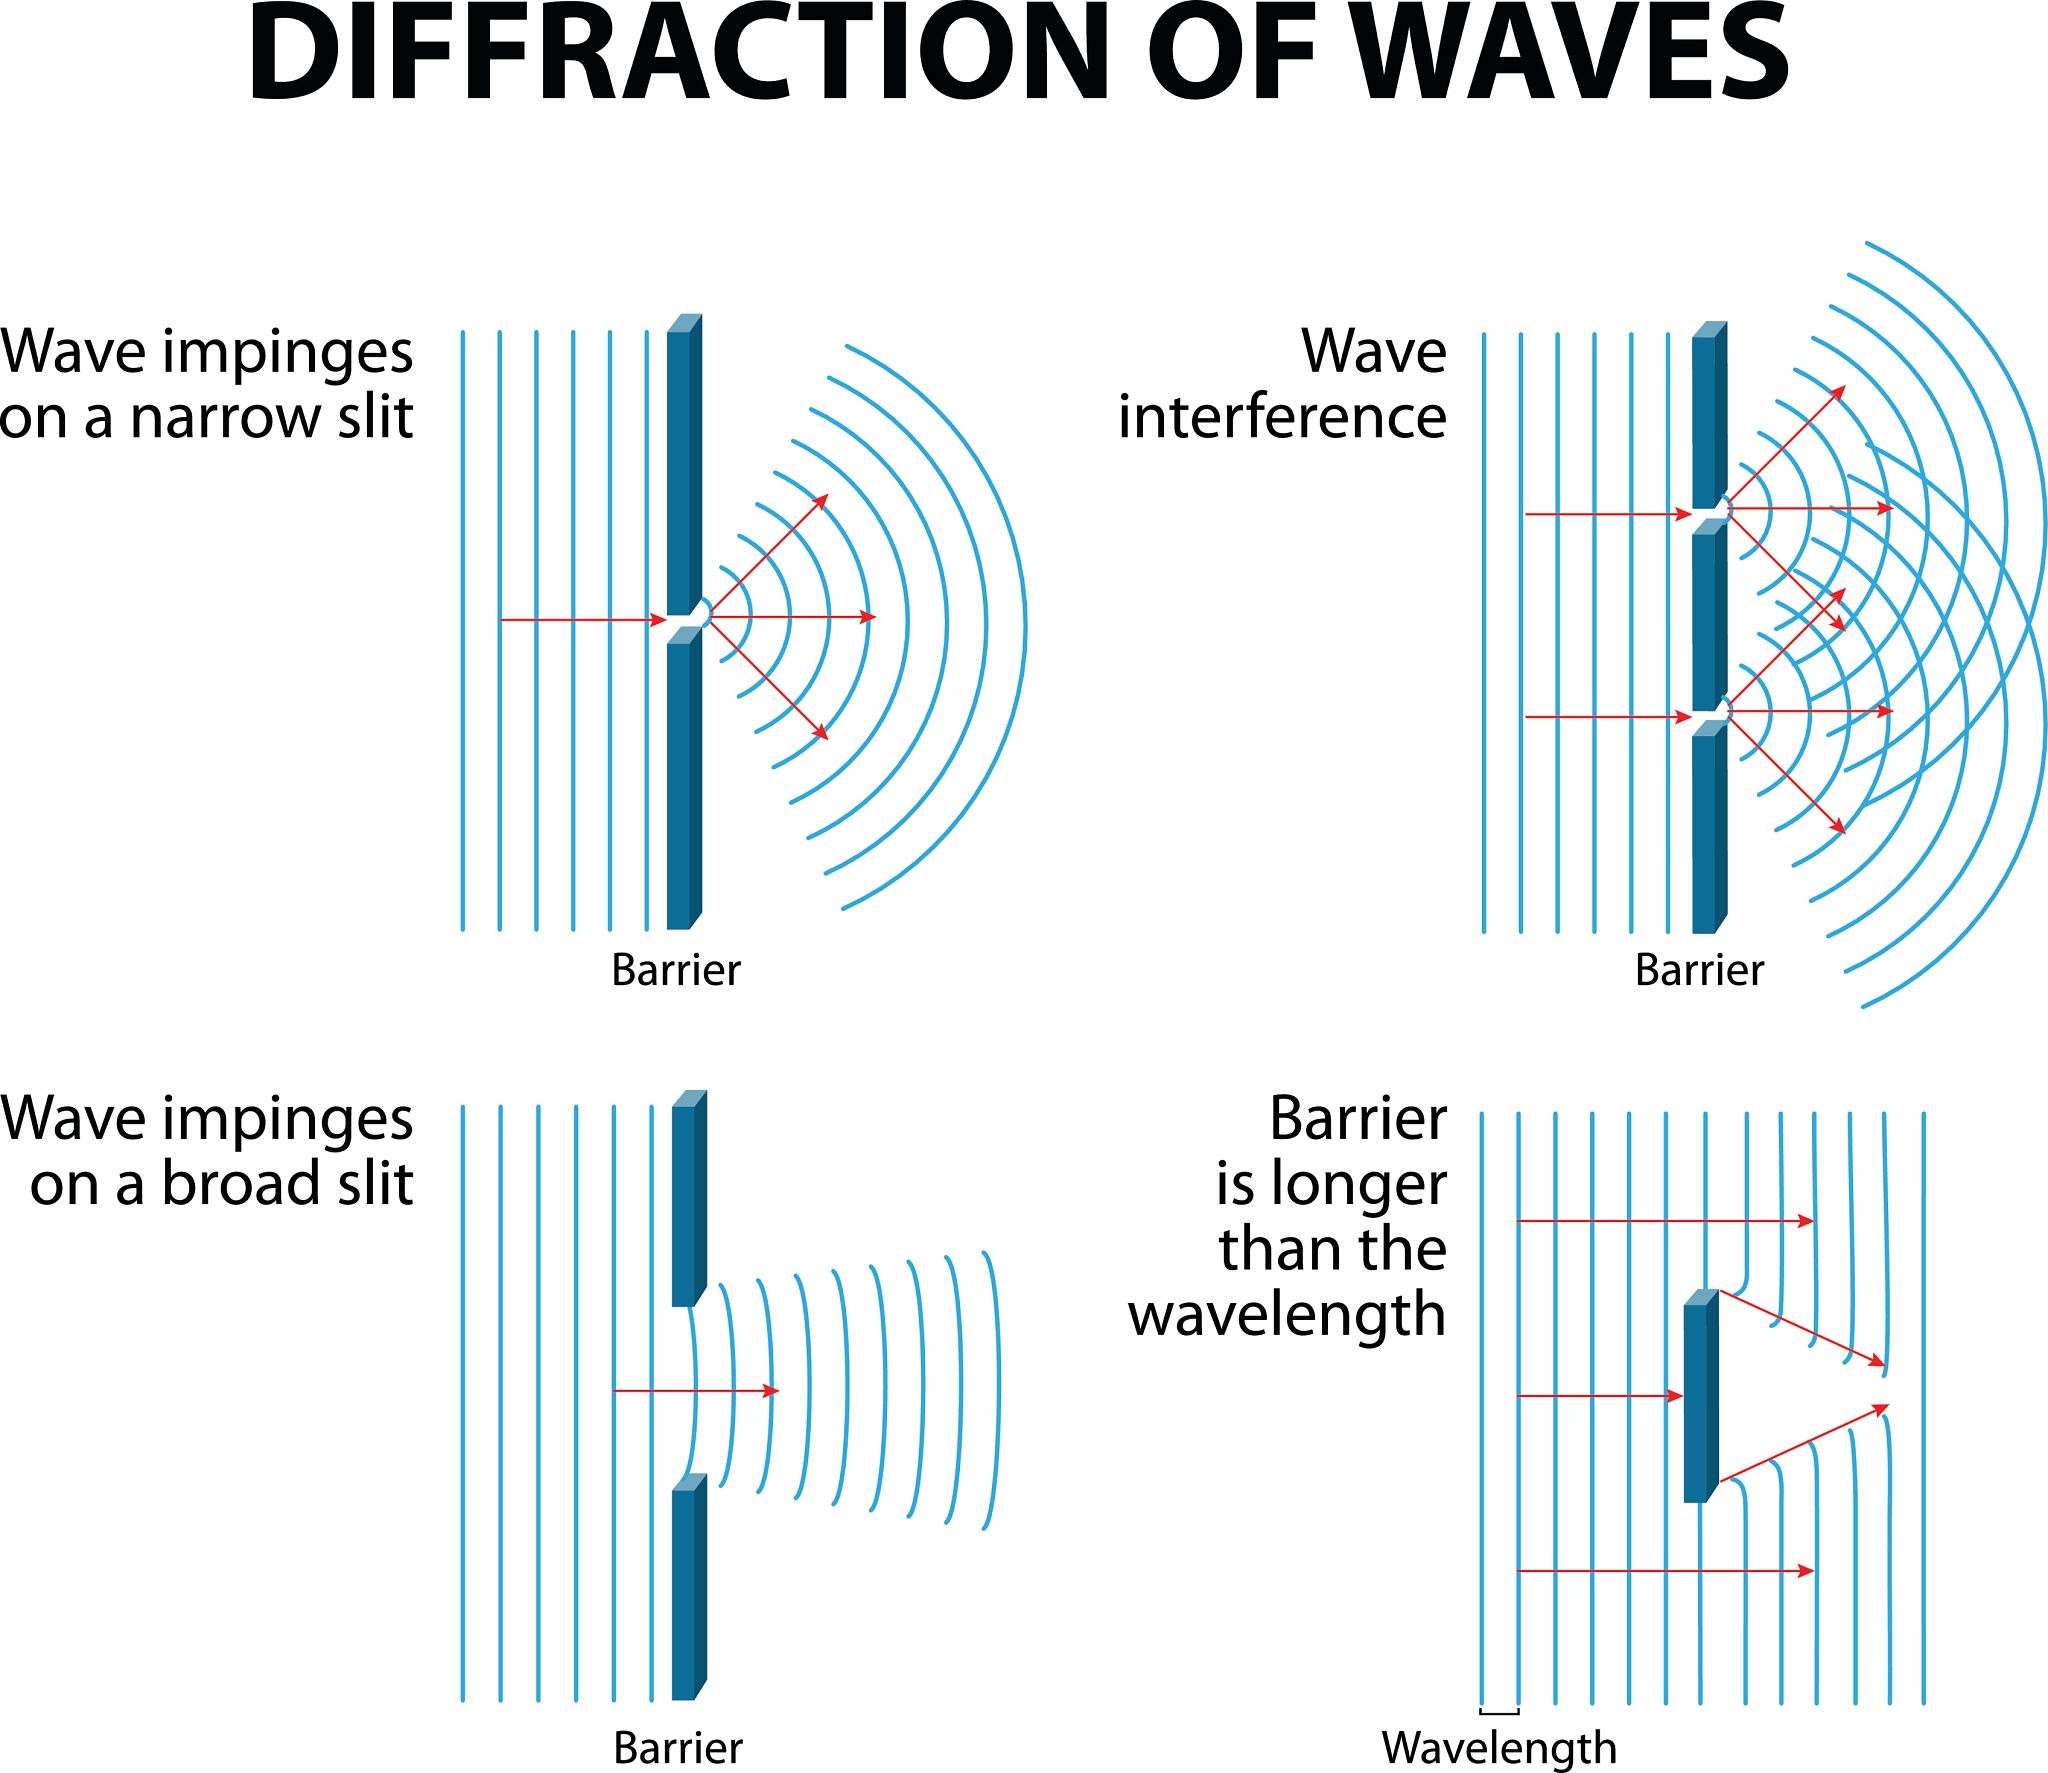 DIFFRACTION OF WAVES
Wave impinges
on a narrow slit
Barrier
Wave
interference
Barrier
Wave impinges
on a broad slit
Barrier
Barrier
is longer
than the
wavelength
Wavelength